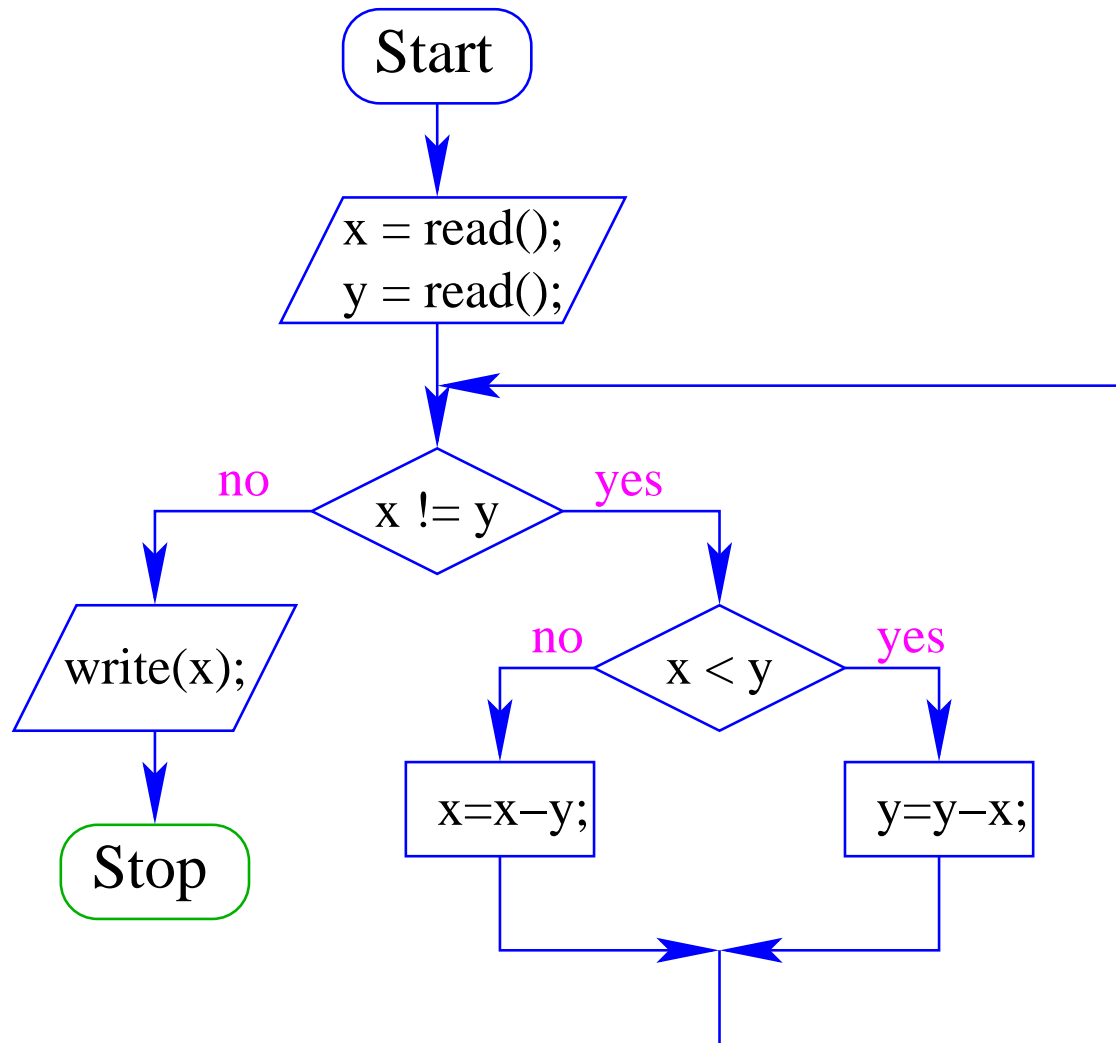 Start
x = read();
y = read();
no
yes
x != y
no
yes
write(x);
x < y
x=x−y;
y=y−x;
Stop